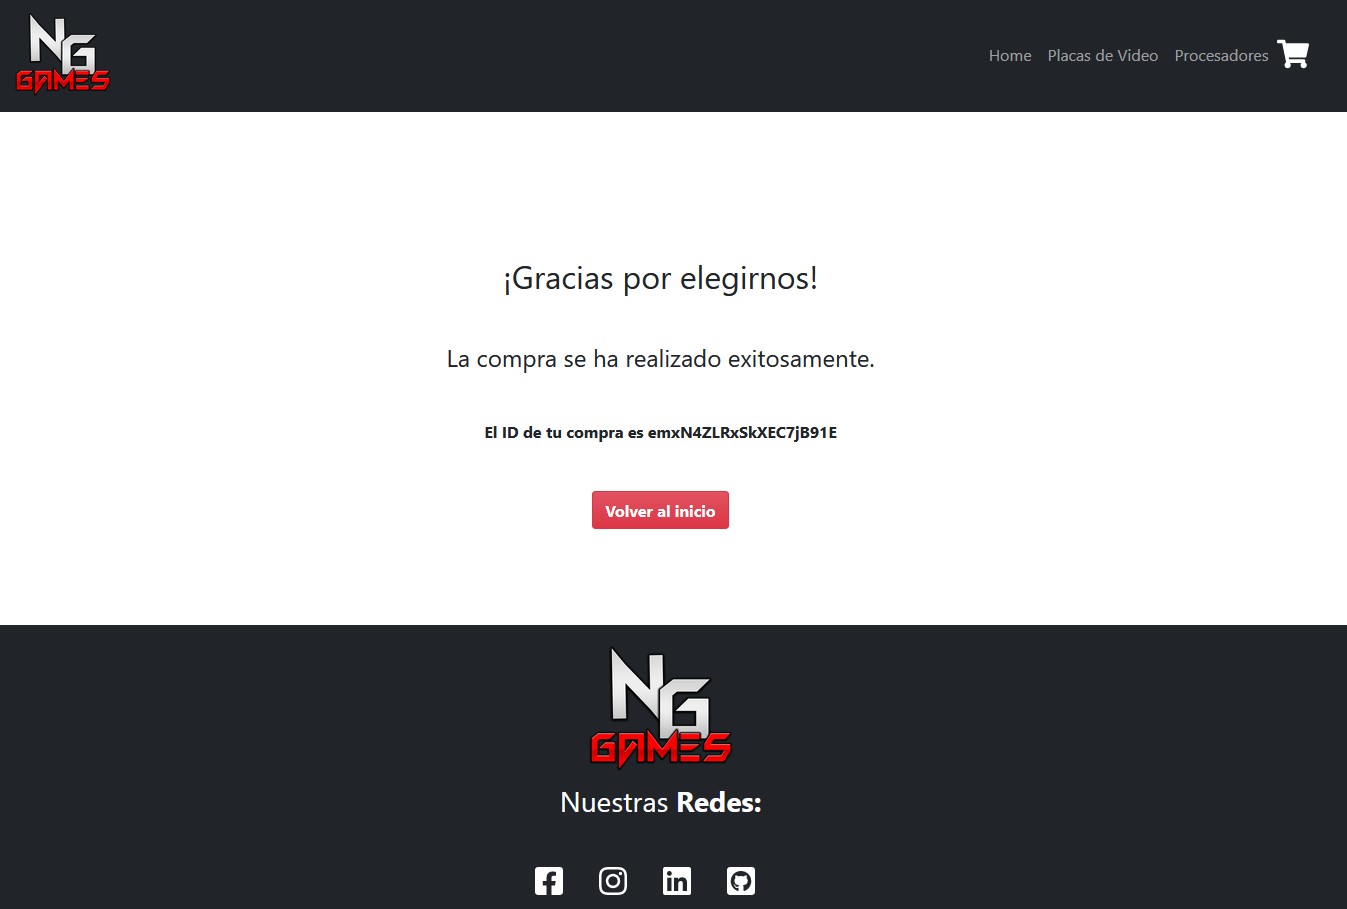 NG
GAMES
Home Placas de Video Procesadores
¡Gracias por elegirnos!
La compra se ha realizado exitosamente.
El ID de tu compra es emxN4ZLRxSkXEC7jB91E
Volver al inicio
NG
GAMES
Nuestras Redes: